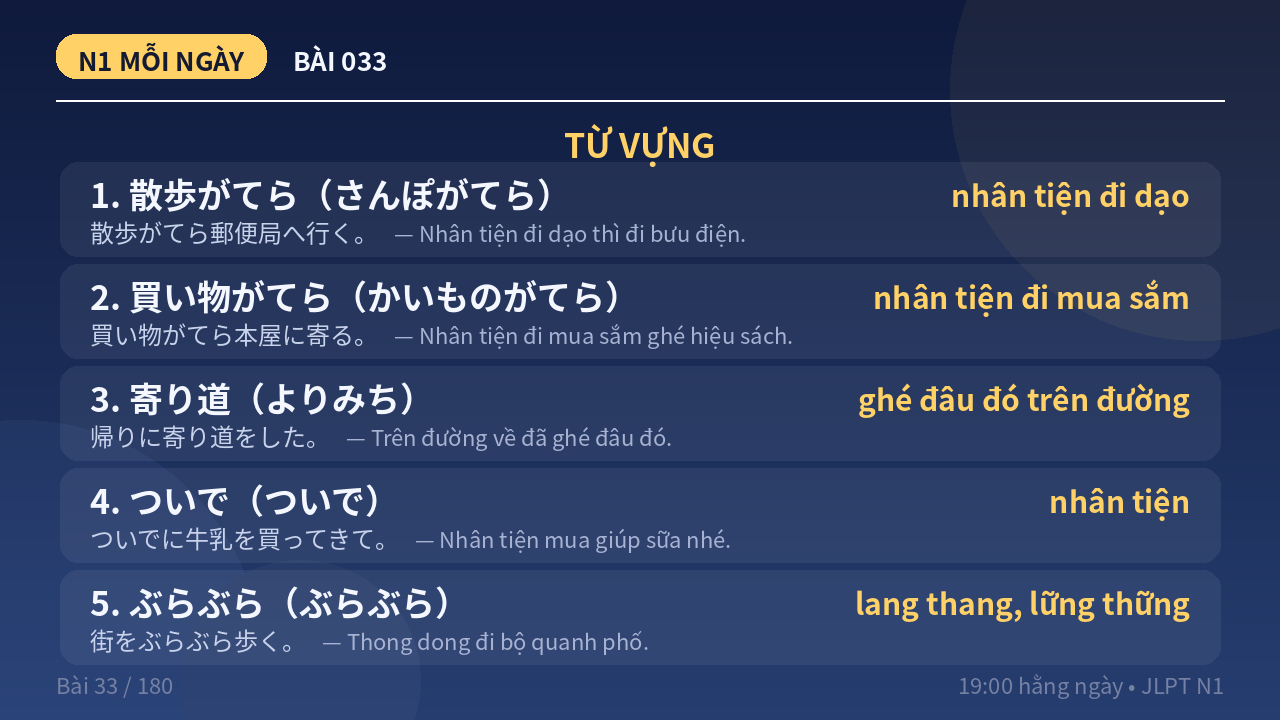 N1 MỖI NGÀY BÀI 033
TỪ VỰNG
1. 散歩がてら（さんぽがてら） nhân tiện đi dạo
散歩がてら郵便局へ行く。 — Nhân tiện đi dạo thì đi bưu điện.
2. 買い物がてら（かいものがてら） nhân tiện đi mua sắm
買い物がてら本屋に寄る。 — Nhân tiện đi mua sắm ghé hiệu sách.
3. 寄り道（よりみち） ghé đâu đó trên đường
帰りに寄り道をした。 — Trên đường về đã ghé đâu đó.
4. ついで（ついで） nhân tiện
ついでに牛乳を買ってきて。 — Nhân tiện mua giúp sữa nhé.
5. ぶらぶら（ぶらぶら） lang thang, lững thững
街をぶらぶら歩く。 — Thong dong đi bộ quanh phố.
Bài 33 / 180 19:00 hằng ngày • JLPT N1